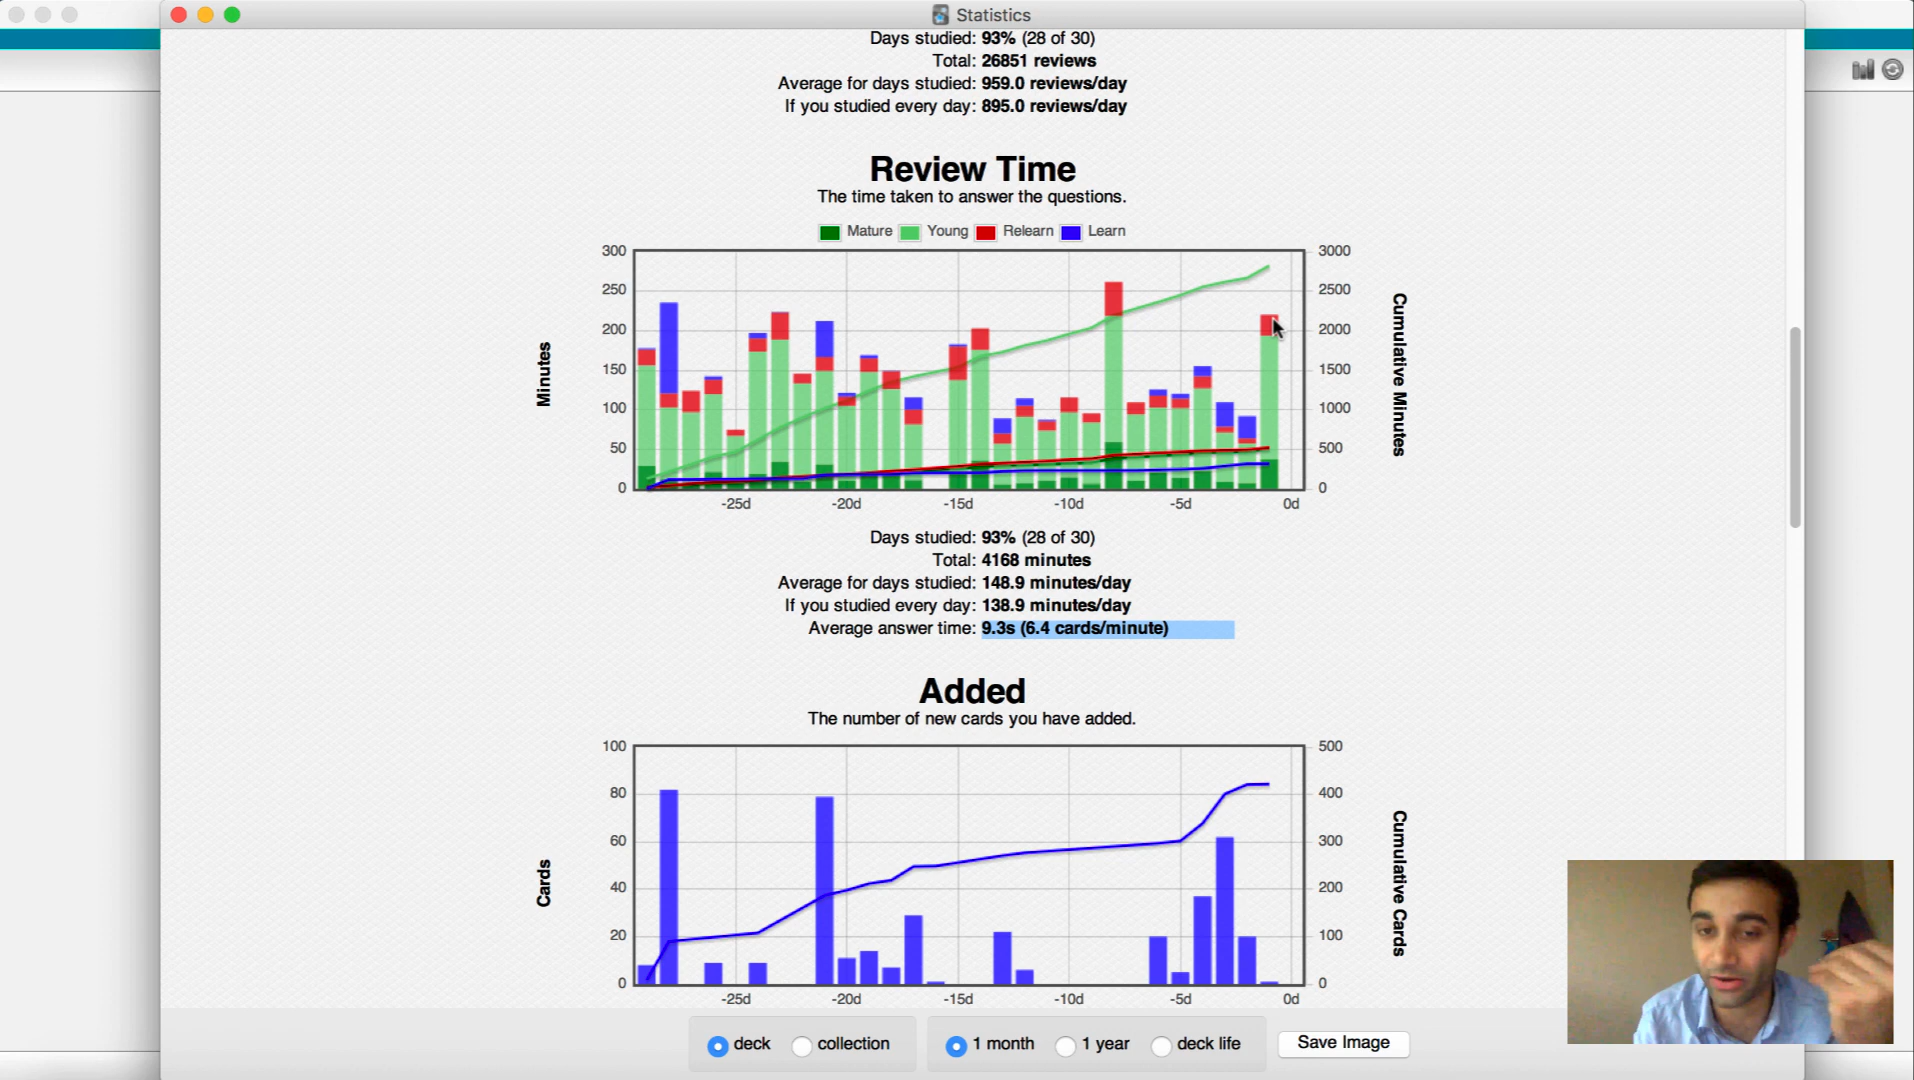 Statistics
Days studied: 93% (28 of 30)
Total: 26851 reviews
Average for days studied: 959.0 reviews/day
If you studied every day: 895.0 reviews/day
Review Time
The time taken to answer the questions.
Mature Young Relearn Learn
300 3000
250 2500
200 2000
150 1500
100 1000
50 500
0 0
Minutes
Cumulative Minutes
-25d -20d -15d -10d -5d 0d
Days studied: 93% (28 of 30)
Total: 4168 minutes
Average for days studied: 148.9 minutes/day
If you studied every day: 138.9 minutes/day
Average answer time: 9.3s (6.4 cards/minute)
Added
The number of new cards you have added.
100 500
80 400
60 300
40 200
20 100
0 0
Cards
Cumulative Cards
-25d -20d -15d -10d -5d 0d
deck collection 1 month 1 year deck life Save Image